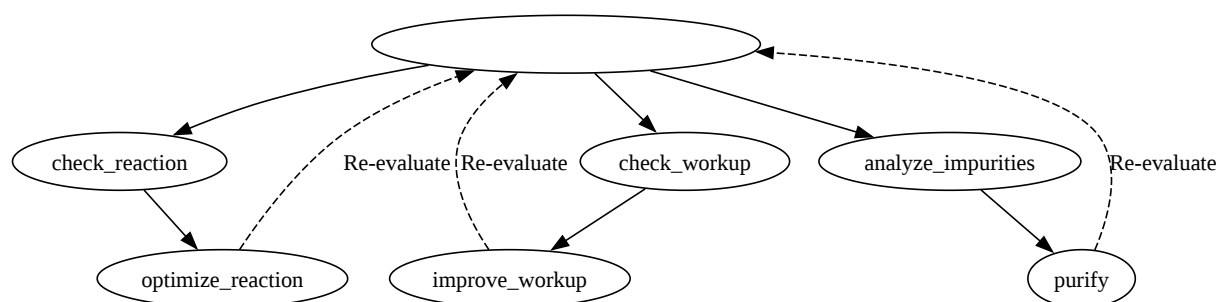 check_reaction
Re-evaluate
Re-evaluate
check_workup
analyze_impurities
Re-evaluate
optimize_reaction
improve_workup
purify